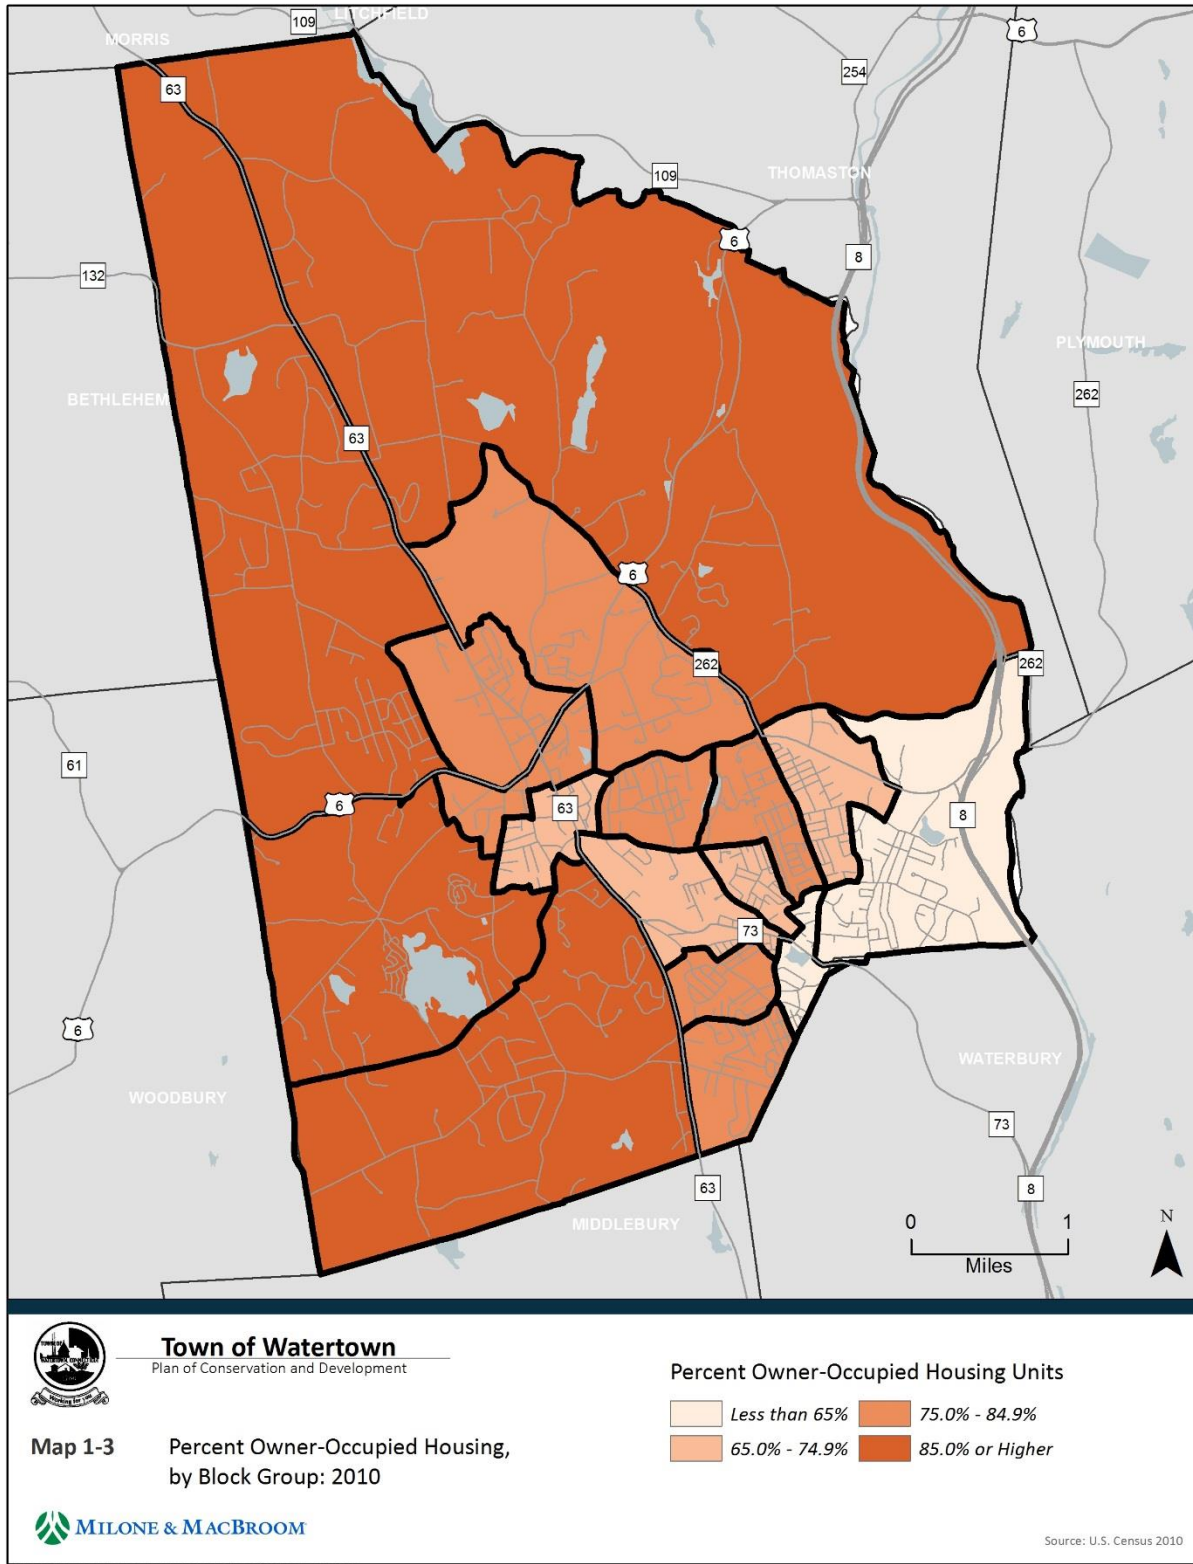 LITCHFIELD
109
MORRIS
63
6
254
THOMASTON
109
6
8
132
PLYMOUTH
BETHLEHEM
262
63
6
262
262
61
6
63
8
73
6
WATERBURY
WOODBURY
73
63
8
MIDDLEBURY
0 1
Miles
N
Town of Watertown
Plan of Conservation and Development
Working for you
Map 1-3
Percent Owner-Occupied Housing,
by Block Group: 2010
Percent Owner-Occupied Housing Units
Less than 65%
75.0% - 84.9%
65.0% - 74.9%
85.0% or Higher
MILONE & MACBROOM
Source: U.S. Census 2010